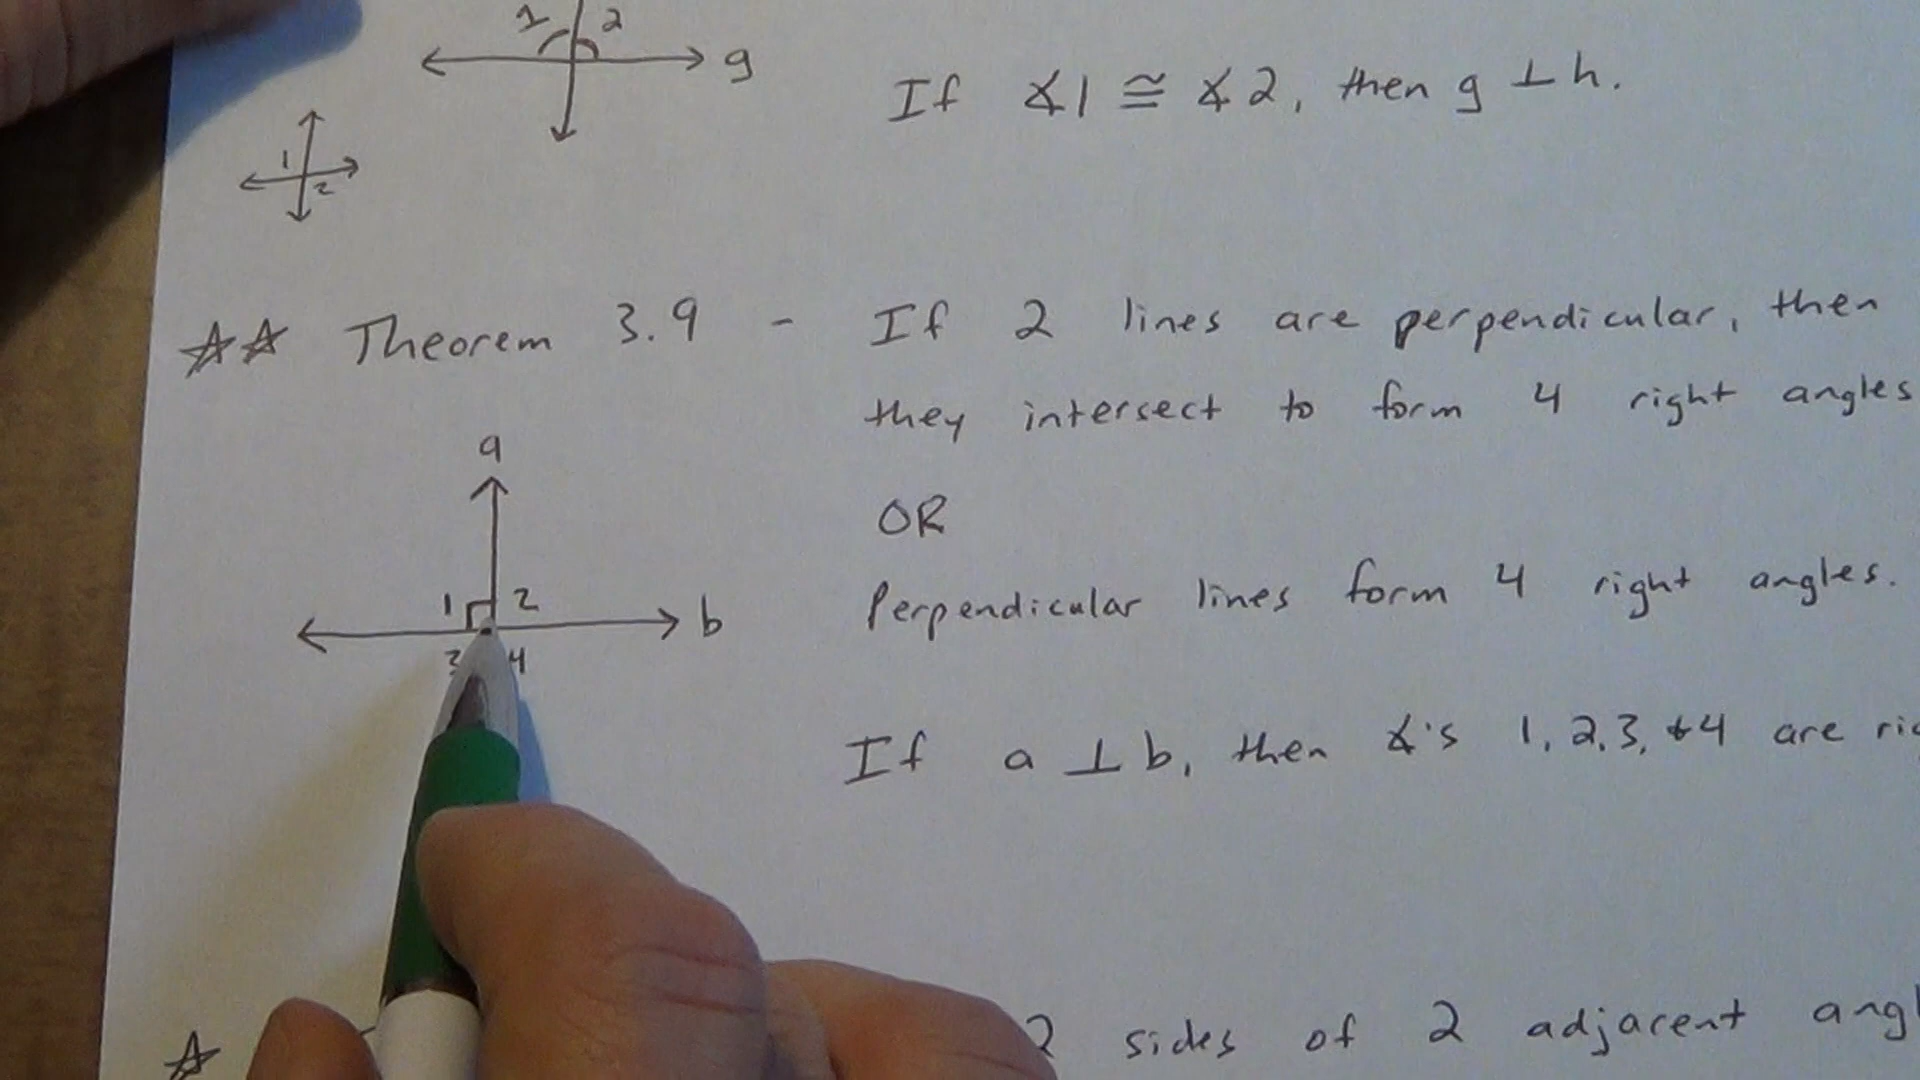 1 2
g
If ∡1 ≅ ∡2, then g ⊥ h.
1
2
☆☆ Theorem 3.9 - If 2 lines are perpendicular, then
they intersect to form 4 right angles
a
OR
1 2
b
Perpendicular lines form 4 right angles.
3 4
If a ⊥ b, then ∡'s 1, 2, 3, + 4 are
☆ 2 sides of 2 adjacent